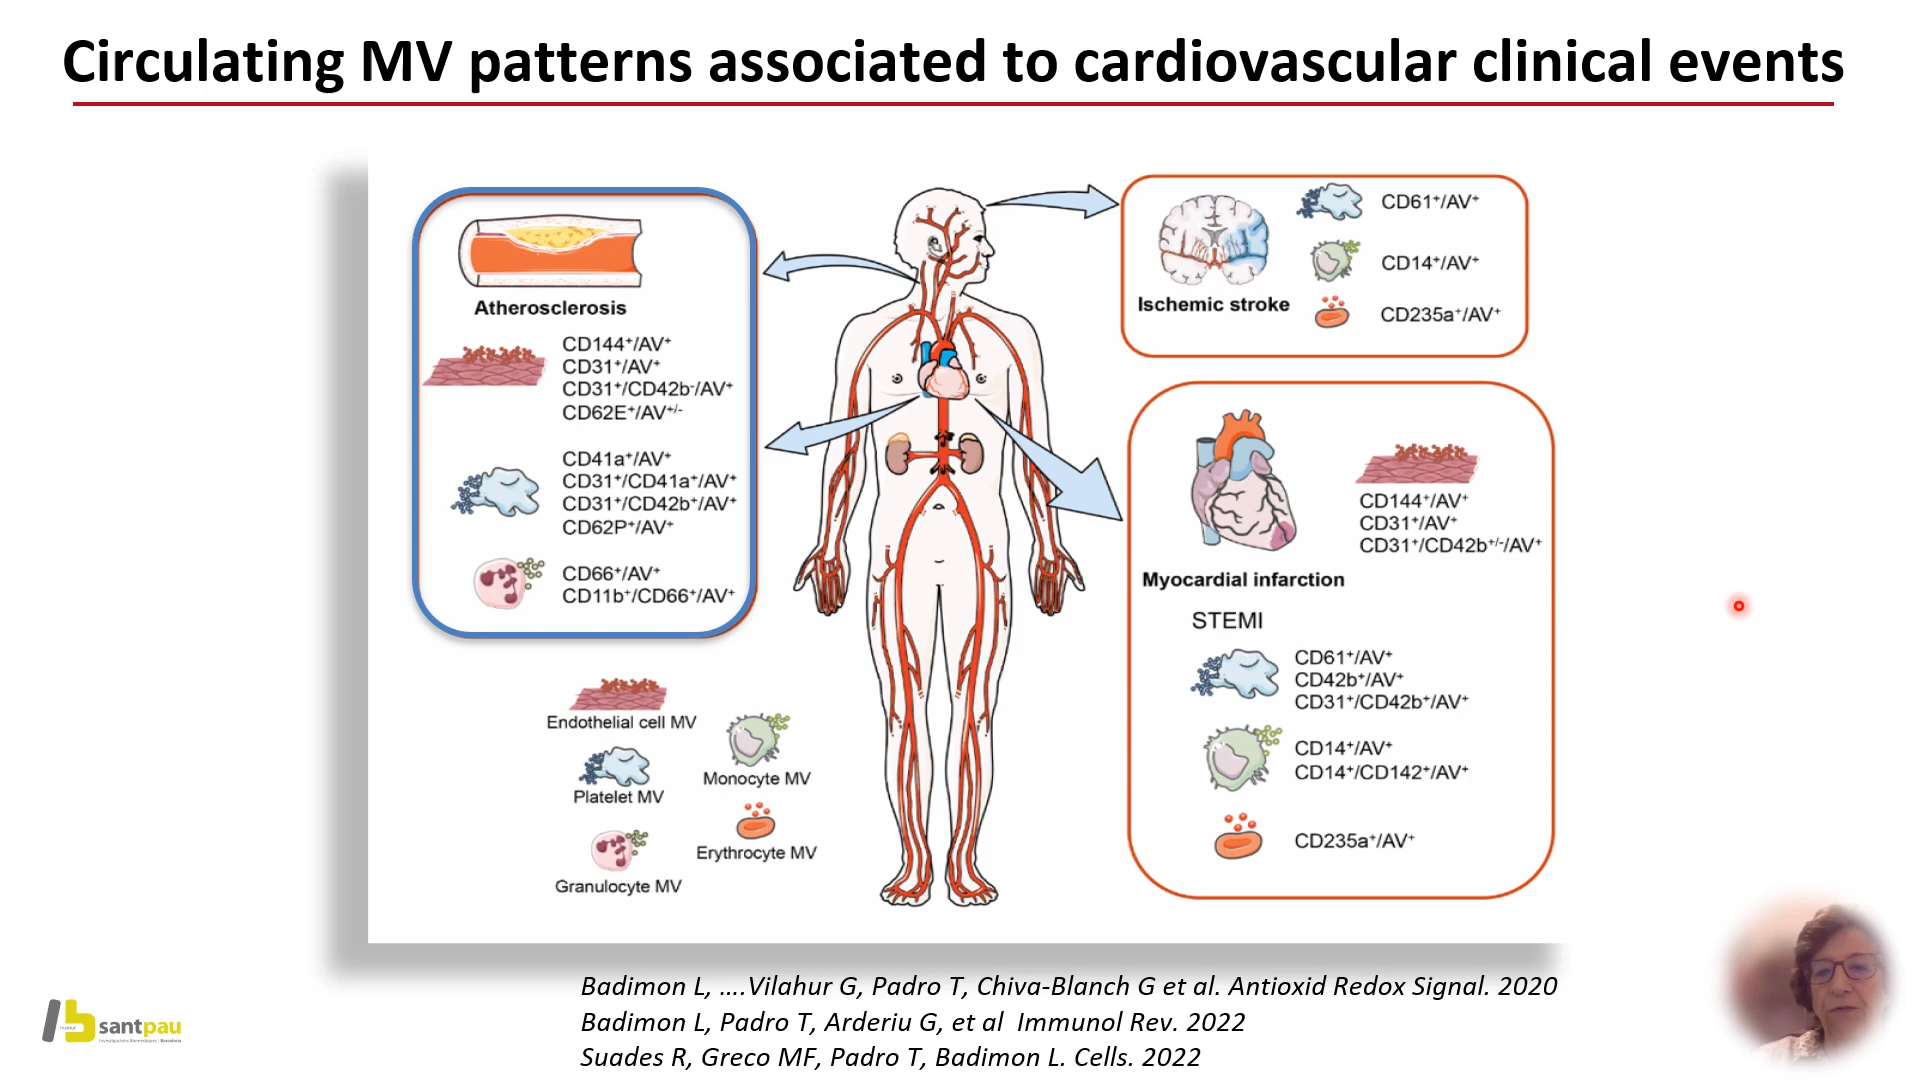 Circulating MV patterns associated to cardiovascular clinical events
Atherosclerosis
CD144⁺/AV⁺
CD31⁺/AV⁺
CD31⁺/CD42b⁻/AV⁺
CD62E⁺/AV⁺/⁻
CD41a⁺/AV⁺
CD31⁺/CD41a⁺/AV⁺
CD31⁺/CD42b⁺/AV⁺
CD62P⁺/AV⁺
CD66⁺/AV⁺
CD11b⁺/CD66⁺/AV⁺
Endothelial cell MV
Platelet MV
Granulocyte MV
Monocyte MV
Erythrocyte MV
Ischemic stroke
CD61⁺/AV⁺
CD14⁺/AV⁺
CD235a⁺/AV⁺
Myocardial infarction
CD144⁺/AV⁺
CD31⁺/AV⁺
CD31⁺/CD42b⁺/⁻/AV⁺
STEMI
CD61⁺/AV⁺
CD42b⁺/AV⁺
CD31⁺/CD42b⁺/AV⁺
CD14⁺/AV⁺
CD14⁺/CD142⁺/AV⁺
CD235a⁺/AV⁺
Badimon L, ....Vilahur G, Padro T, Chiva-Blanch G et al. Antioxid Redox Signal. 2020
Badimon L, Padro T, Arderiu G, et al Immunol Rev. 2022
Suades R, Greco MF, Padro T, Badimon L. Cells. 2022
santpau